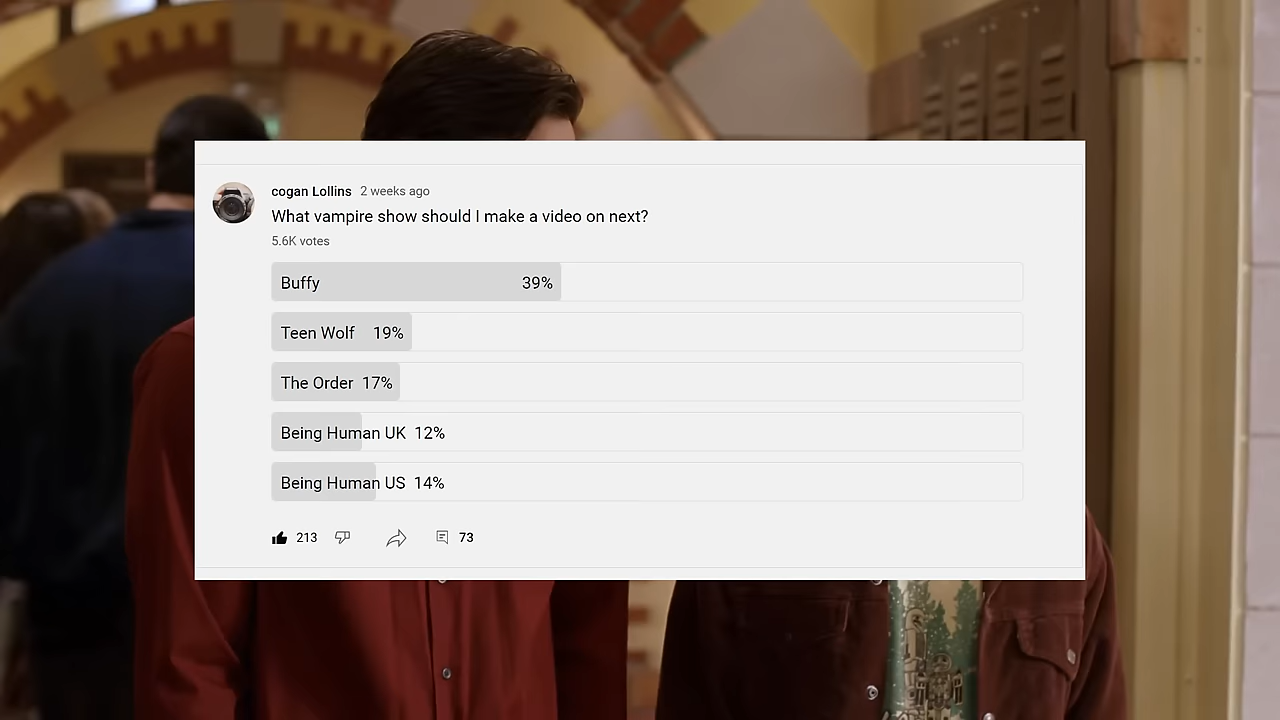 cogan Lollins 2 weeks ago
What vampire show should I make a video on next?
5.6K votes
Buffy 39%
Teen Wolf 19%
The Order 17%
Being Human UK 12%
Being Human US 14%
213 73